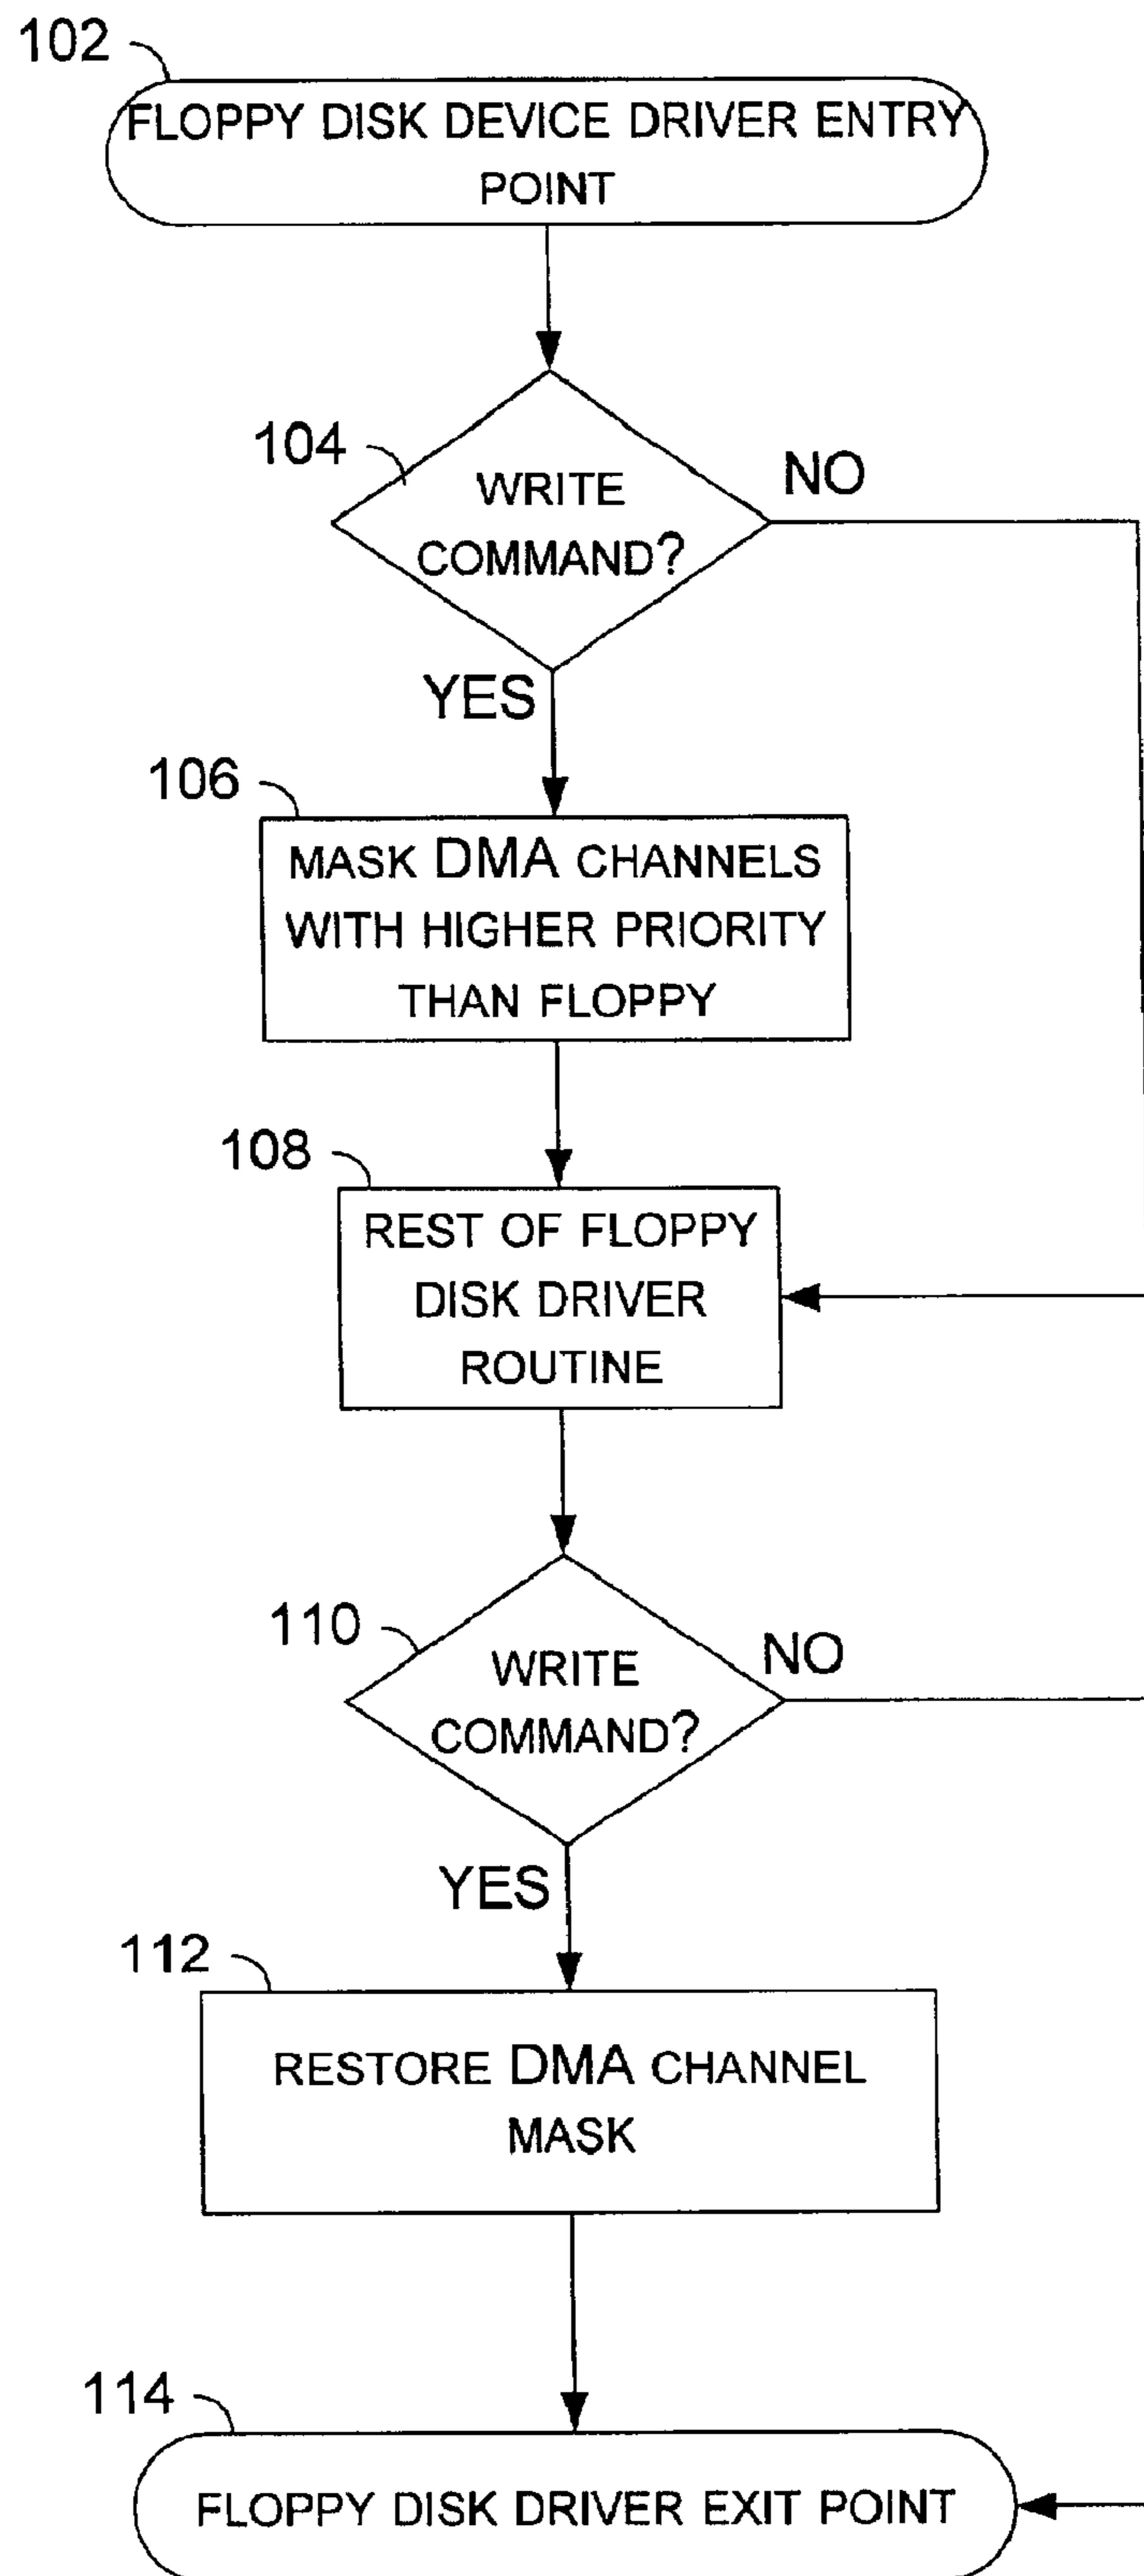 102
FLOPPY DISK DEVICE DRIVER ENTRY
POINT
104
WRITE
COMMAND?
NO
YES
106
MASK DMA CHANNELS
WITH HIGHER PRIORITY
THAN FLOPPY
108
REST OF FLOPPY
DISK DRIVER
ROUTINE
110
WRITE
COMMAND?
NO
YES
112
RESTORE DMA CHANNEL
MASK
114
FLOPPY DISK DRIVER EXIT POINT